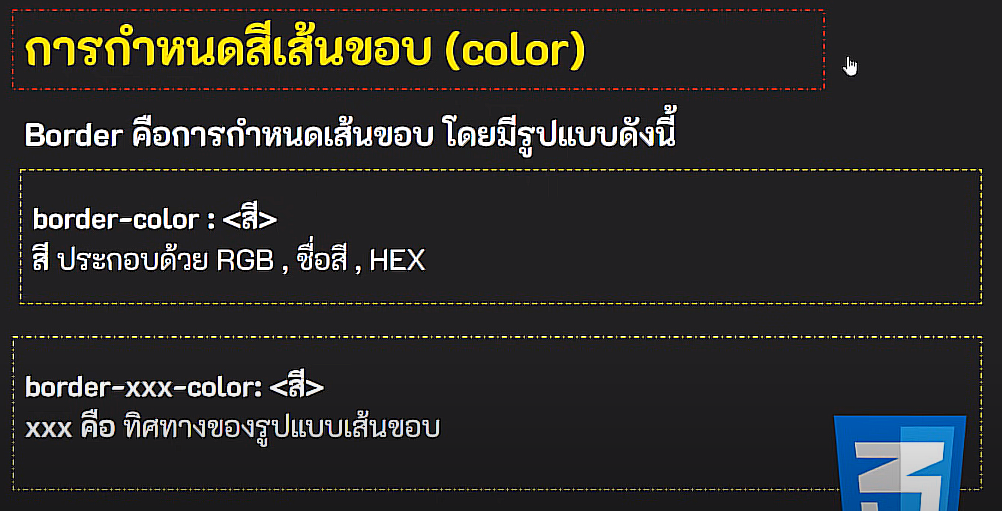 การกำหนดสีเส้นขอบ (color)
Border คือการกำหนดเส้นขอบ โดยมีรูปแบบดังนี้
border-color : <สี>
สี ประกอบด้วย RGB , ชื่อสี , HEX
border-xxx-color: <สี>
xxx คือ ทิศทางของรูปแบบเส้นขอบ